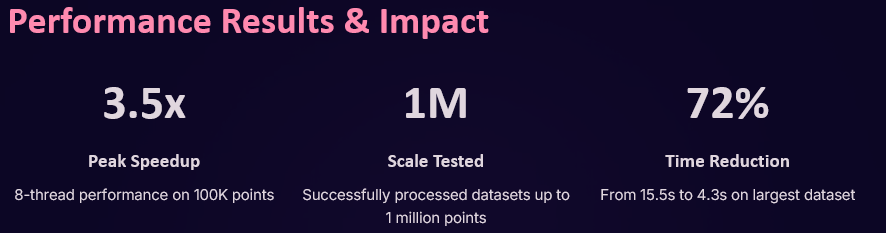 Performance Results & Impact
3.5x
1M
72%
Peak Speedup
Scale Tested
Time Reduction
8-thread performance on 100K points
Successfully processed datasets up to
1 million points
From 15.5s to 4.3s on largest dataset